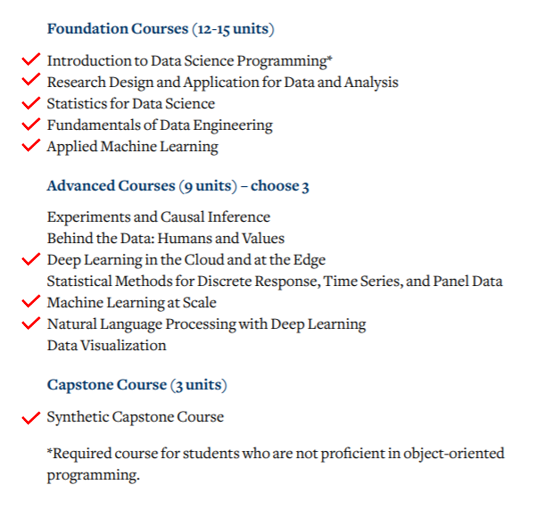 Foundation Courses (12-15 units)
Introduction to Data Science Programming*
Research Design and Application for Data and Analysis
Statistics for Data Science
Fundamentals of Data Engineering
Applied Machine Learning
Advanced Courses (9 units) – choose 3
Experiments and Causal Inference
Behind the Data: Humans and Values
Deep Learning in the Cloud and at the Edge
Statistical Methods for Discrete Response, Time Series, and Panel Data
Machine Learning at Scale
Natural Language Processing with Deep Learning
Data Visualization
Capstone Course (3 units)
Synthetic Capstone Course
*Required course for students who are not proficient in object-oriented
programming.